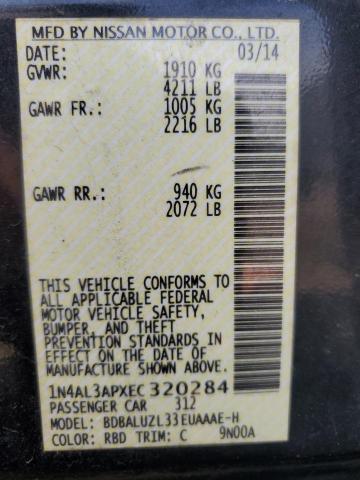 MFD BY NISSAN MOTOR CO., LTD.
DATE: 03/14
GVWR: 1910 KG
4211 LB
GAWR FR.: 1005 KG
2216 LB
GAWR RR.: 940 KG
2072 LB
THIS VEHICLE CONFORMS TO
ALL APPLICABLE FEDERAL
MOTOR VEHICLE SAFETY,
BUMPER, AND THEFT
PREVENTION STANDARDS IN
EFFECT ON THE DATE OF
MANUFACTURE SHOWN ABOVE.
1N4AL3APXEC320284
PASSENGER CAR 312
MODEL: BDBALUZL33EUAAAE-H
COLOR: RBD TRIM: C 9N00A